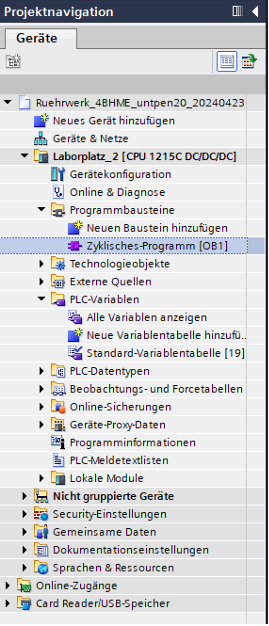 Projektnavigation
Geräte
Ruehrwerk_4BHME_untpen20_20240423
Neues Gerät hinzufügen
Geräte & Netze
Laborplatz_2 [CPU 1215C DC/DC/DC]
Gerätekonfiguration
Online & Diagnose
Programmbausteine
Neuen Baustein hinzufügen
Zyklisches-Programm [OB1]
Technologieobjekte
Externe Quellen
PLC-Variablen
Alle Variablen anzeigen
Neue Variablentabelle hinzufü..
Standard-Variablentabelle [19]
PLC-Datentypen
Beobachtungs- und Forcetabellen
Online-Sicherungen
Geräte-Proxy-Daten
Programminformationen
PLC-Meldetextlisten
Lokale Module
Nicht gruppierte Geräte
Security-Einstellungen
Gemeinsame Daten
Dokumentationseinstellungen
Sprachen & Ressourcen
Online-Zugänge
Card Reader/USB-Speicher